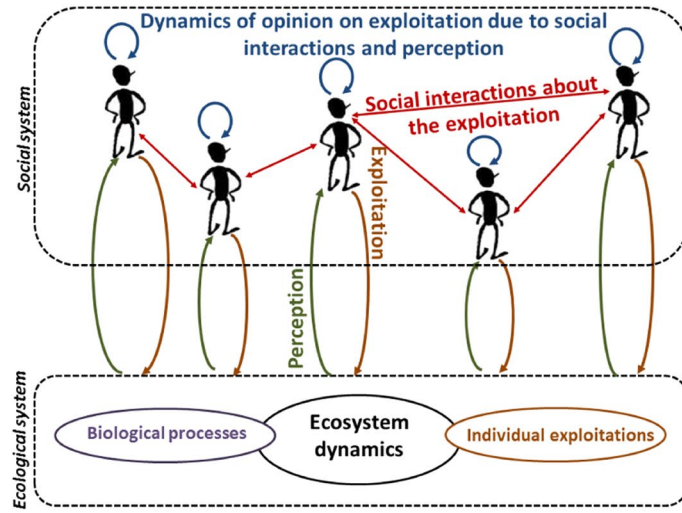 Dynamics of opinion on exploitation due to social
interactions and perception
Social system
Social interactions about
the exploitation
Exploitation
Perception
Ecological system
Biological processes
Ecosystem
dynamics
Individual exploitations